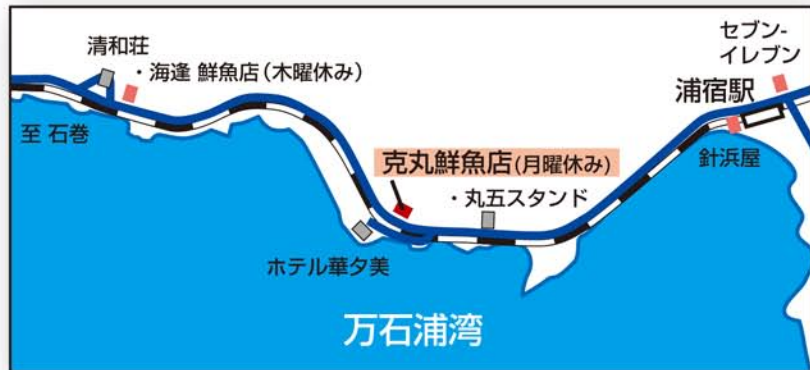 セブン-
イレブン
清和荘
・海逢 鮮魚店(木曜休み)
浦宿駅
至 石巻
克丸鮮魚店(月曜休み)
針浜屋
・丸五スタンド
ホテル華夕美
万石浦湾